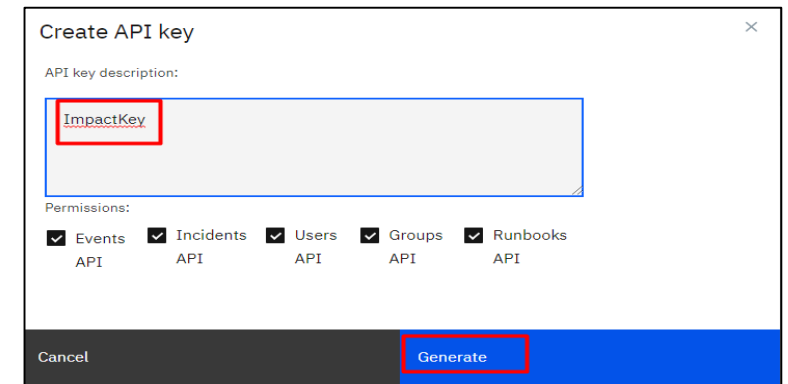 Create API key
API key description:
ImpactKey
Permissions:
Events API
Incidents API
Users API
Groups API
Runbooks API
Cancel
Generate